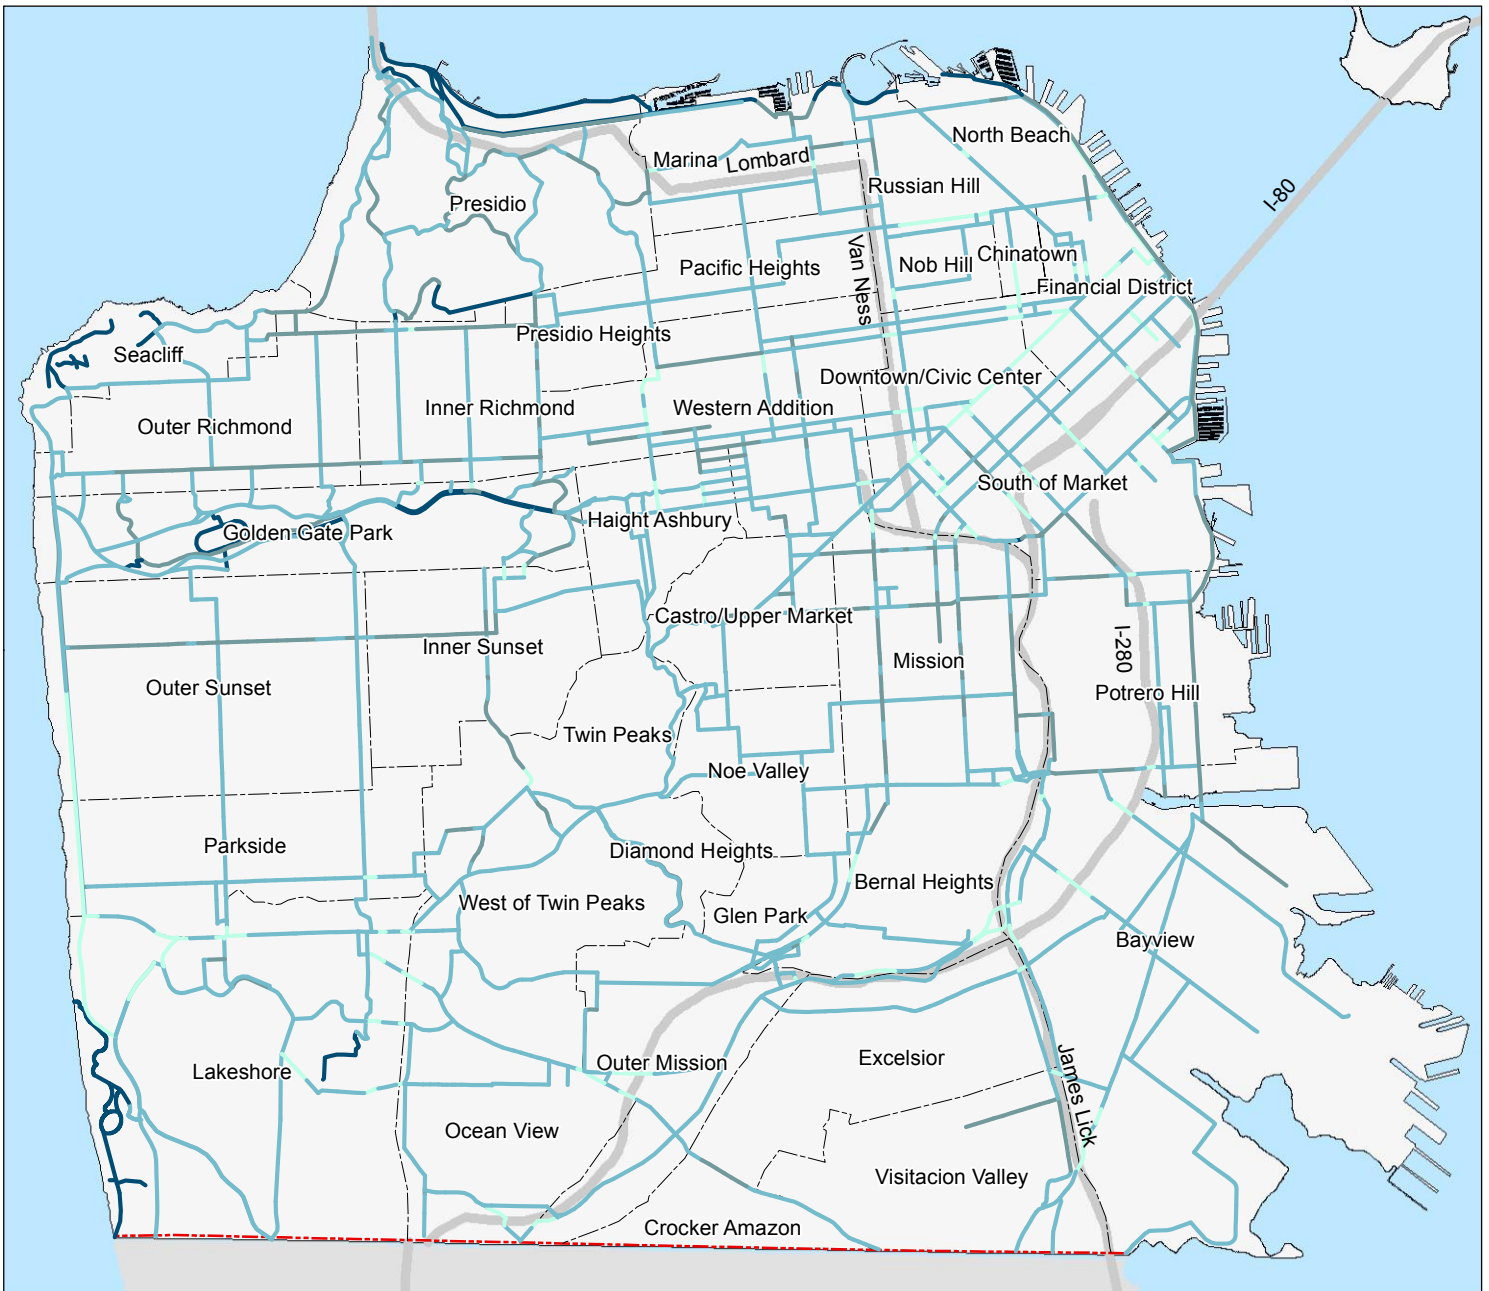 North Beach
Marina
Lombard
Russian Hill
I-80
Presidio
Van Ness
Chinatown
Nob Hill
Pacific Heights
Financial District
Presidio Heights
Seacliff
Downtown/Civic Center
Inner Richmond
Western Addition
Outer Richmond
South of Market
Haight Ashbury
Golden Gate Park
Castro/Upper Market
Inner Sunset
I-280
Mission
Outer Sunset
Potrero Hill
Twin Peaks
Noe Valley
Parkside
Diamond Heights
Bernal Heights
West of Twin Peaks
Glen Park
Bayview
Excelsior
Outer Mission
Lakeshore
James Lick
Ocean View
Visitacion Valley
Crocker Amazon